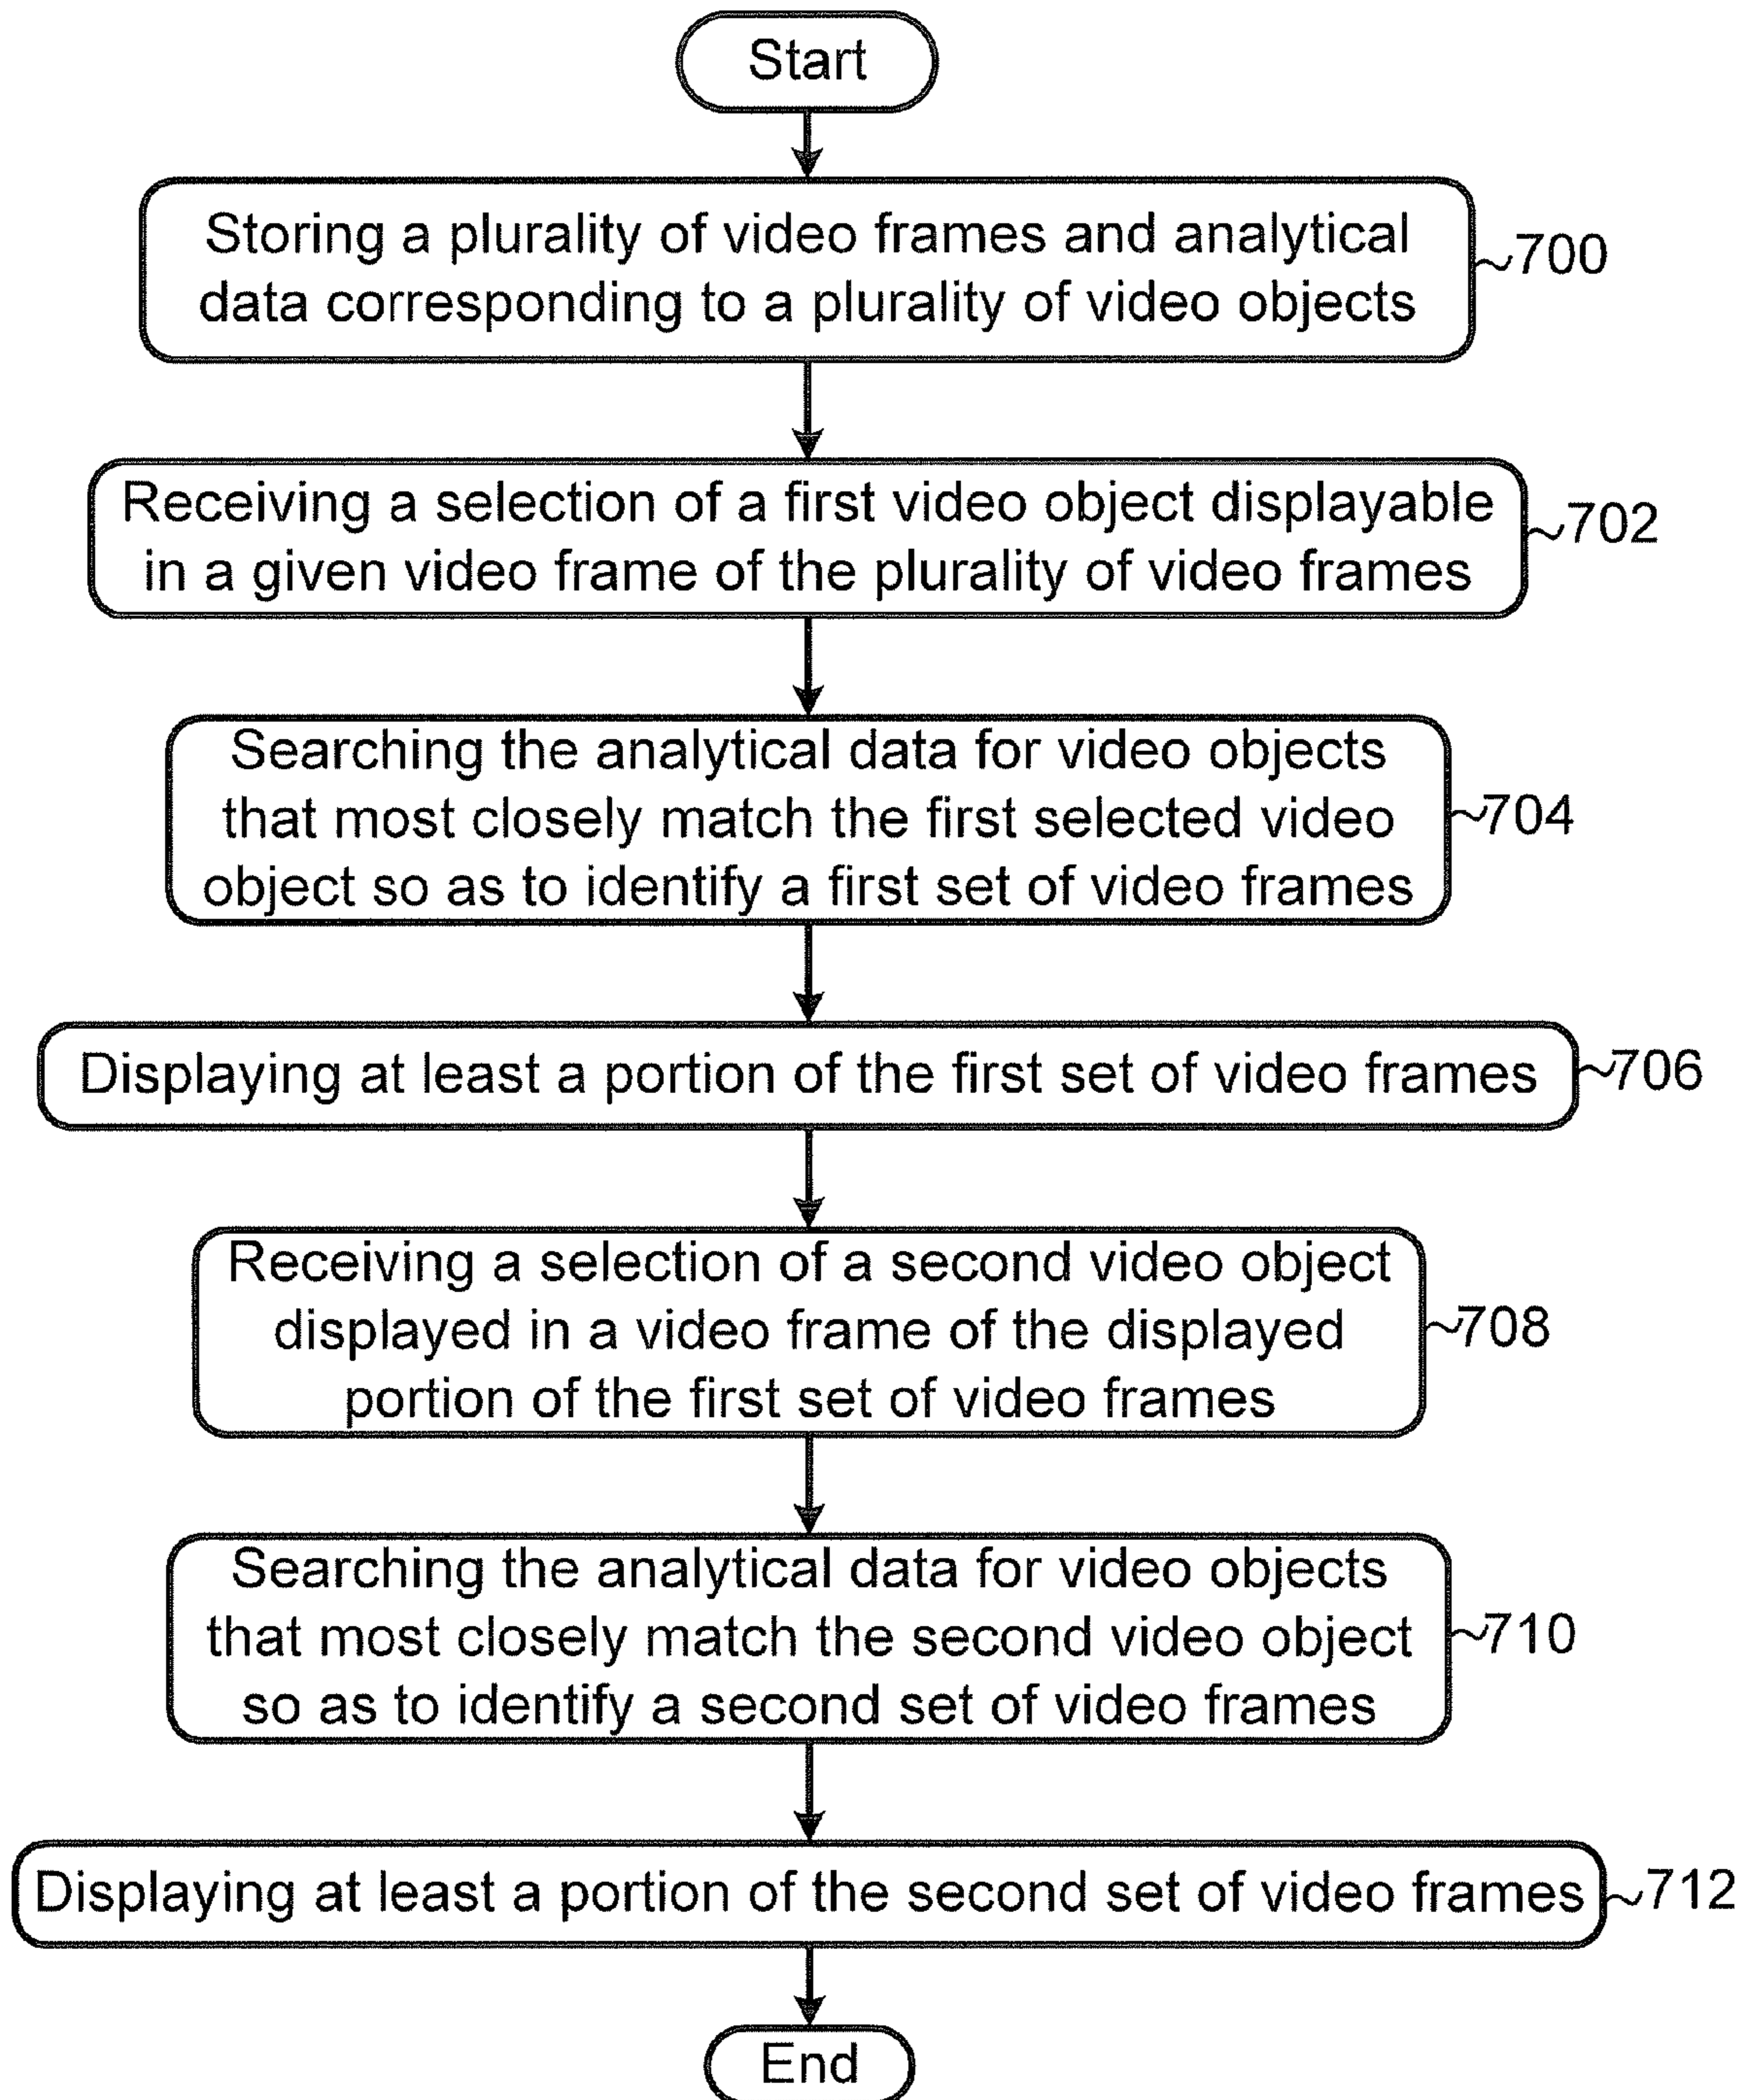 Start
Storing a plurality of video frames and analytical
data corresponding to a plurality of video objects
700
Receiving a selection of a first video object displayable
in a given video frame of the plurality of video frames
702
Searching the analytical data for video objects
that most closely match the first selected video
object so as to identify a first set of video frames
704
Displaying at least a portion of the first set of video frames
706
Receiving a selection of a second video object
displayed in a video frame of the displayed
portion of the first set of video frames
708
Searching the analytical data for video objects
that most closely match the second video object
so as to identify a second set of video frames
710
Displaying at least a portion of the second set of video frames
712
End